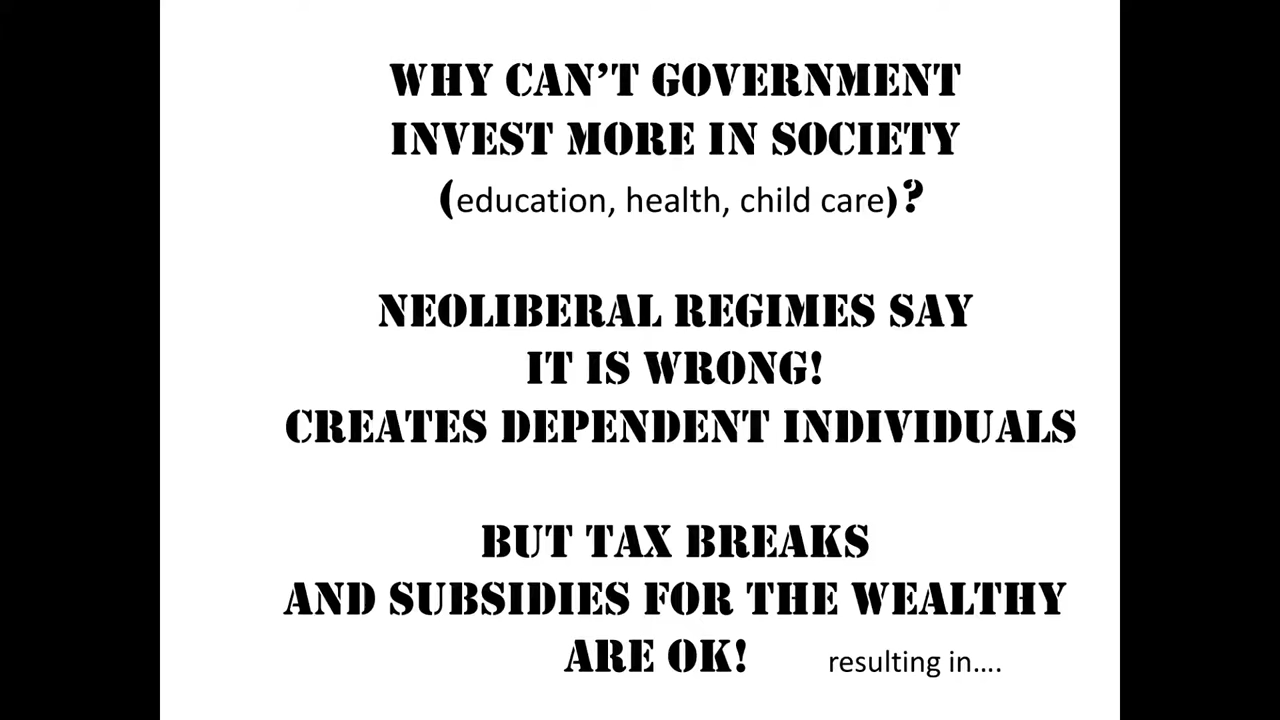 WHY CAN’T GOVERNMENT
INVEST MORE IN SOCIETY
(education, health, child care)?
NEOLIBERAL REGIMES SAY
IT IS WRONG!
CREATES DEPENDENT INDIVIDUALS
BUT TAX BREAKS
AND SUBSIDIES FOR THE WEALTHY
ARE OK! resulting in....